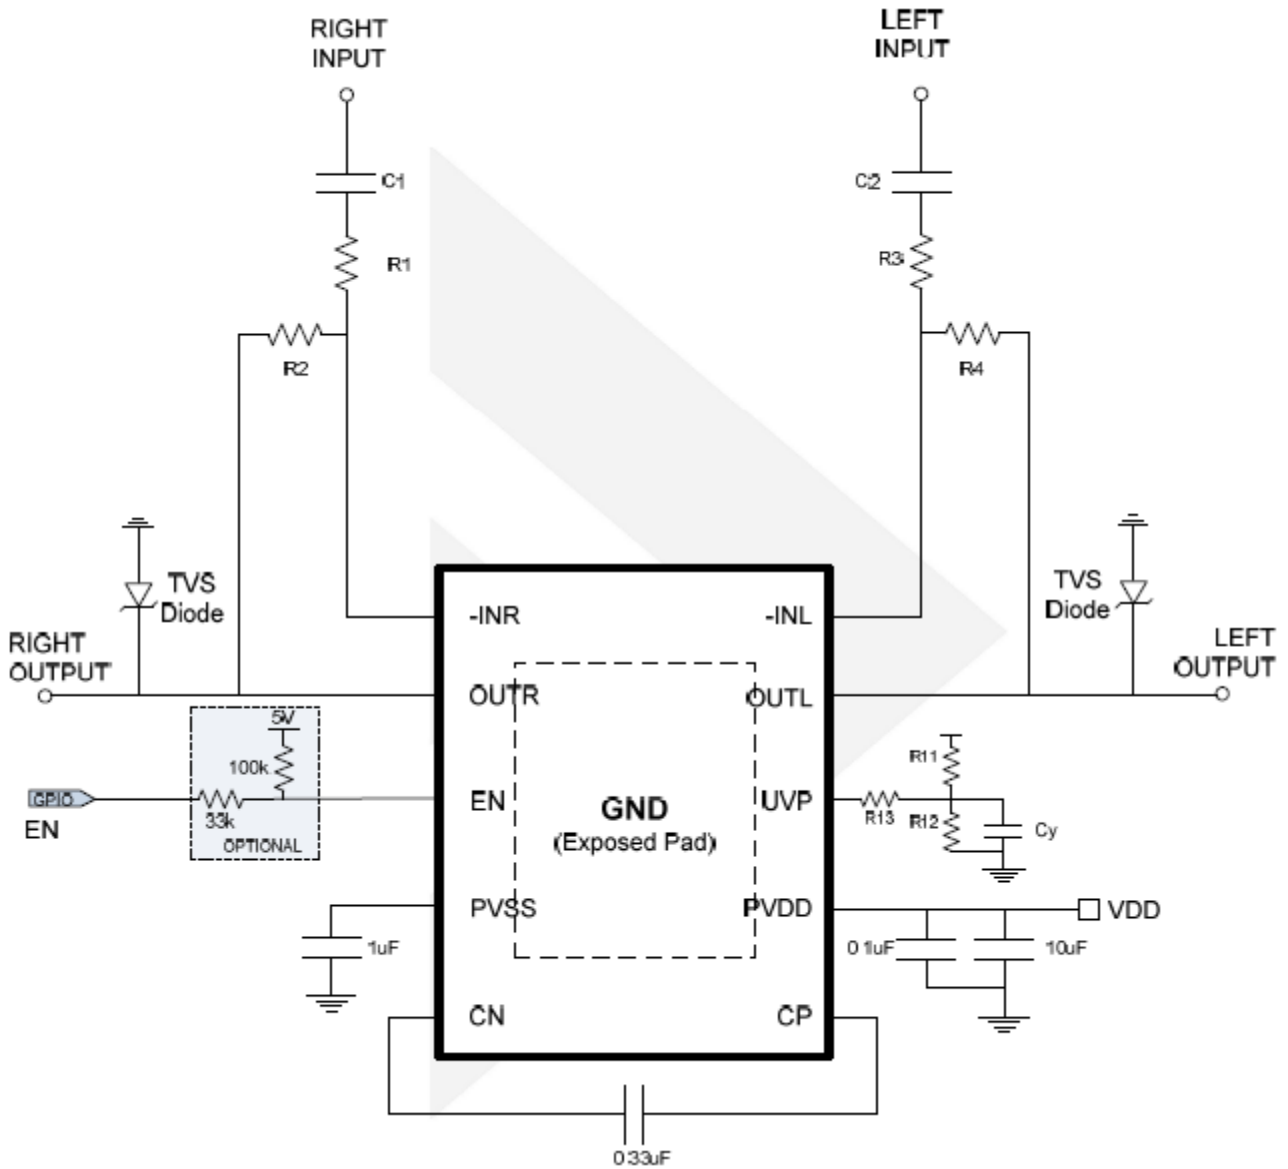 RIGHT
INPUT
LEFT
INPUT
C1
C2
R1
R3
R2
R4
TVS
Diode
TVS
Diode
RIGHT
OUTPUT
LEFT
OUTPUT
-INR
-INL
OUTR
OUTL
5V
100k
33k
OPTIONAL
GPIO
EN
EN
GND
(Exposed Pad)
UVP
R11
R13
R12
Cy
PVSS
PVDD
VDD
1uF
0.1uF
10uF
CN
CP
0.33uF